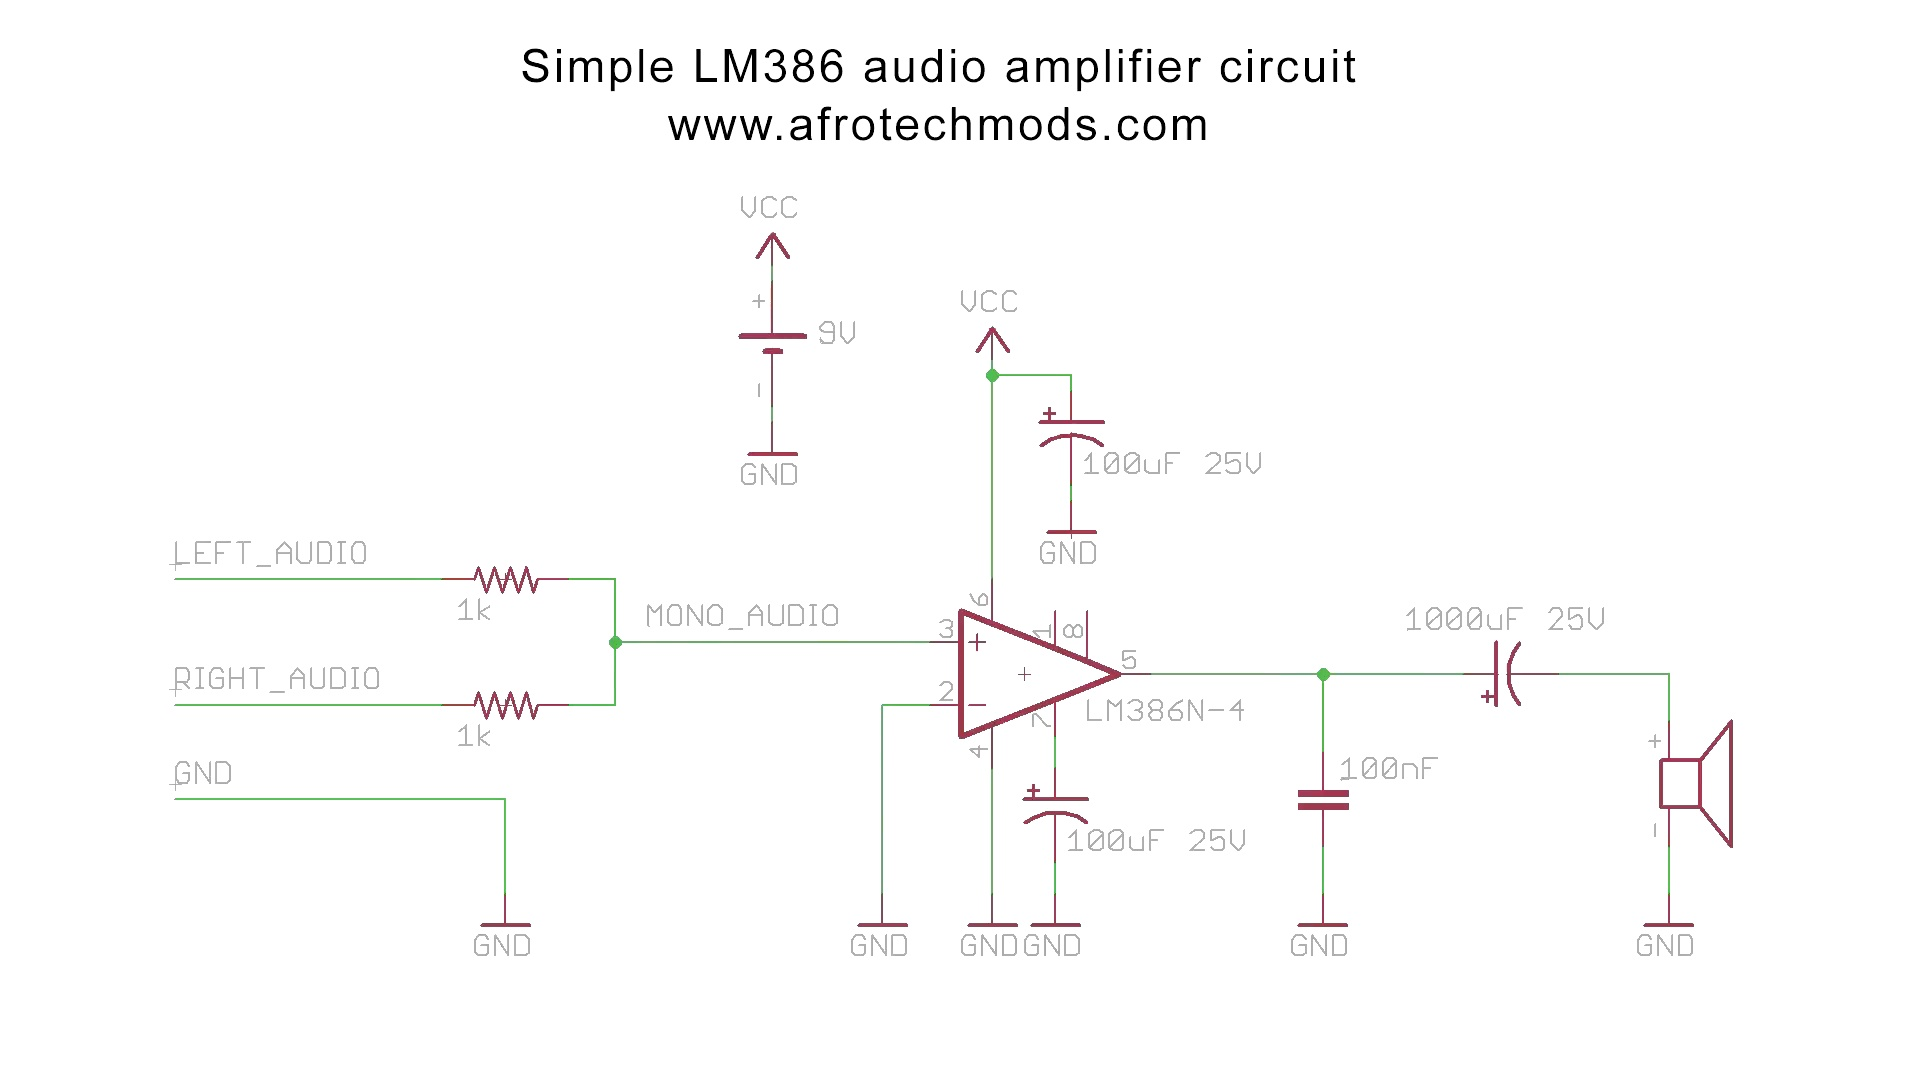 Simple LM386 audio amplifier circuit
www.afrotechmods.com
VCC
+
9V
-
GND
VCC
+
100uF 25V
GND
LEFT_AUDIO
1k
RIGHT_AUDIO
1k
GND
GND
MONO_AUDIO
3
+
2
-
6
1
8
5
4
7
LM386N-4
GND
GND
+
100uF 25V
GND
1000uF 25V
+
100nF
GND
+
-
GND